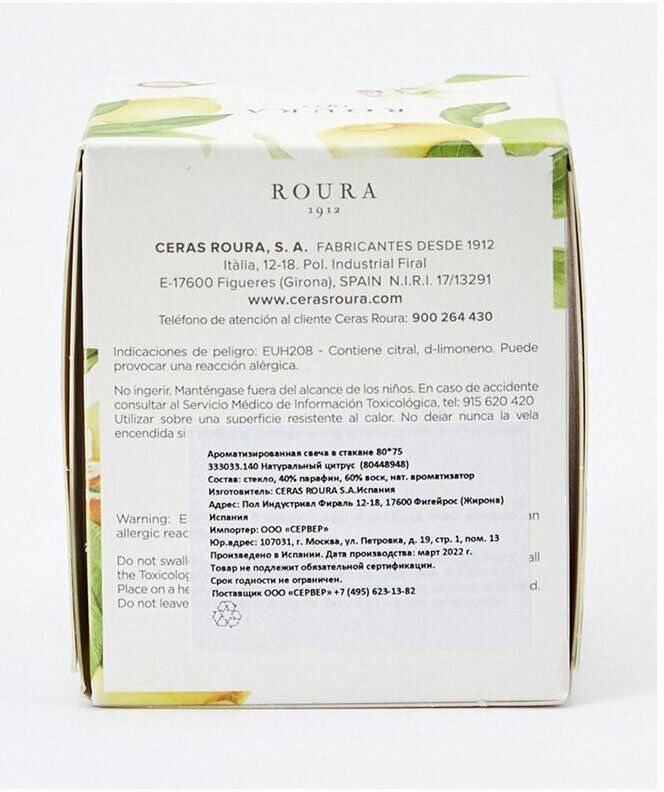 ROURA
1912
ROURA
1912
CERAS ROURA, S. A. FABRICANTES DESDE 1912
Itàlia, 12-18. Pol. Industrial Firal
E-17600 Figueres (Girona), SPAIN N.I.R.I. 17/13291
www.cerasroura.com
Teléfono de atención al cliente Ceras Roura: 900 264 430
Indicaciones de peligro: EUH208 - Contiene citral, d-limoneno. Puede
provocar una reacción alérgica.
No ingerir. Manténgase fuera del alcance de los niños. En caso de accidente
consultar al Servicio Médico de Información Toxicológica, tel: 915 620 420
Utilizar sobre una superficie resistente al calor. No dejar nunca la vela
encendida si
Ароматизированная свеча в стакане 80*75
333033.140 Натуральный цитрус (80448948)
Состав: стекло, 40% парафин, 60% воск, нат. ароматизатор
Изготовитель: CERAS ROURA S.A.Испания
Адрес: Пол Индустриал Фираль 12-18, 17600 Фигейрос (Жирона)
Испания
Импортер: ООО «СЕРВЕР»
Юр.адрес: 107031, г. Москва, ул. Петровка, д. 19, стр. 1, пом. 13
Произведено в Испании. Дата производства: март 2022 г.
Товар не подлежит обязательной сертификации.
Срок годности не ограничен.
Поставщик ООО «СЕРВЕР» +7 (495) 623-13-82
Warning: E
allergic reac
Do not swall
the Toxicolog
Place on a he
Do not leave